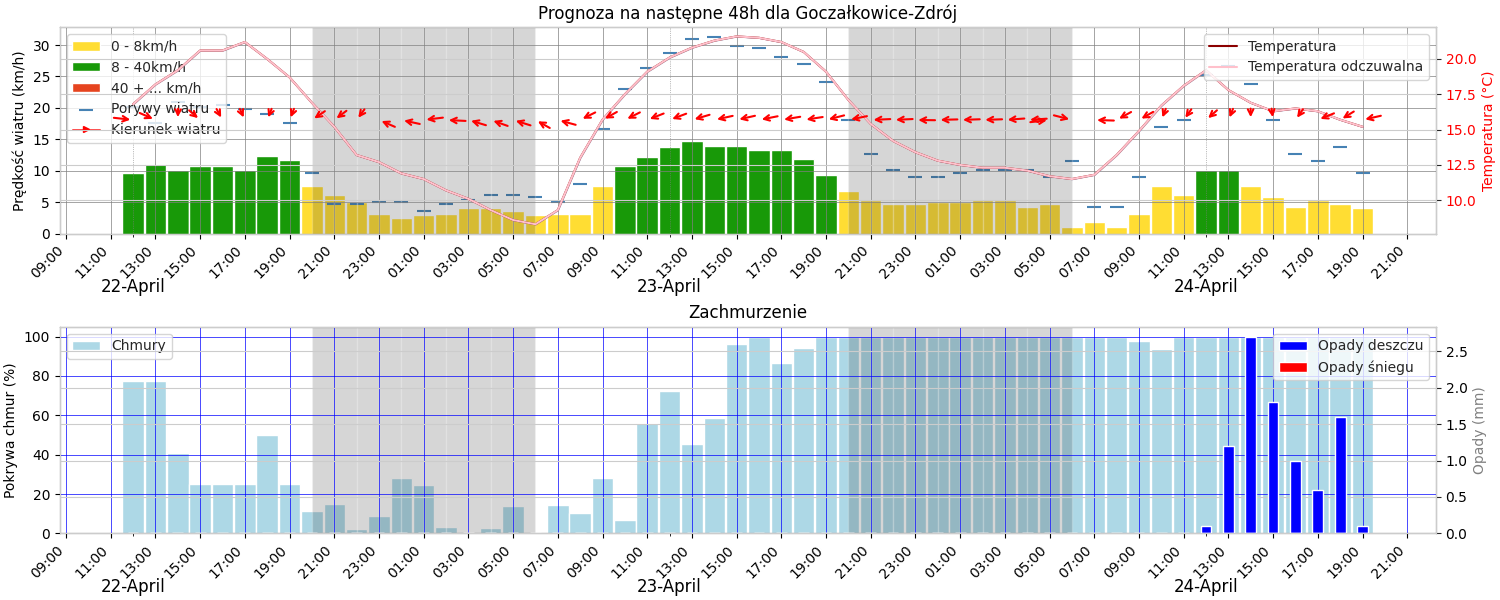 Prognoza na następne 48h dla Goczałkowice-Zdrój
Prędkość wiatru (km/h)
30
25
20
15
10
5
0
0 - 8km/h
8 - 40km/h
40 + ... km/h
Porywy wiatru
Kierunek wiatru
Temperatura
Temperatura odczuwalna
20.0
17.5
15.0
12.5
10.0
Temperatura (°C)
09:00 11:00 13:00 15:00 17:00 19:00 21:00 23:00 01:00 03:00 05:00 07:00 09:00 11:00 13:00 15:00 17:00 19:00 21:00 23:00 01:00 03:00 05:00 07:00 09:00 11:00 13:00 15:00 17:00 19:00 21:00
22-April 23-April 24-April
Zachmurzenie
Pokrywa chmur (%)
100
80
60
40
20
0
Chmury
Opady deszczu
Opady śniegu
2.5
2.0
1.5
1.0
0.5
0.0
Opady (mm)
09:00 11:00 13:00 15:00 17:00 19:00 21:00 23:00 01:00 03:00 05:00 07:00 09:00 11:00 13:00 15:00 17:00 19:00 21:00 23:00 01:00 03:00 05:00 07:00 09:00 11:00 13:00 15:00 17:00 19:00 21:00
22-April 23-April 24-April